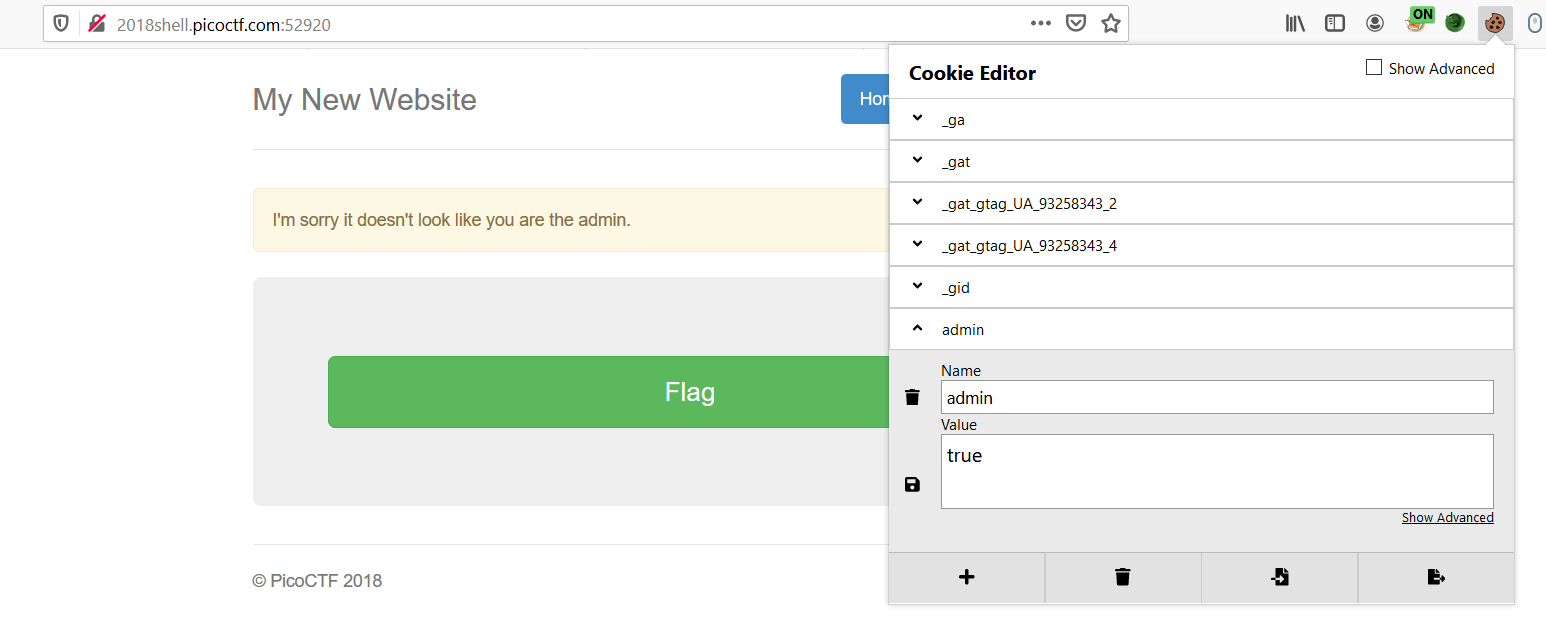 2018shell.picoctf.com:52920
ON
My New Website
Hor
Cookie Editor
Show Advanced
_ga
_gat
_gat_gtag_UA_93258343_2
_gat_gtag_UA_93258343_4
_gid
admin
I'm sorry it doesn't look like you are the admin.
Flag
Name
admin
Value
true
Show Advanced
© PicoCTF 2018